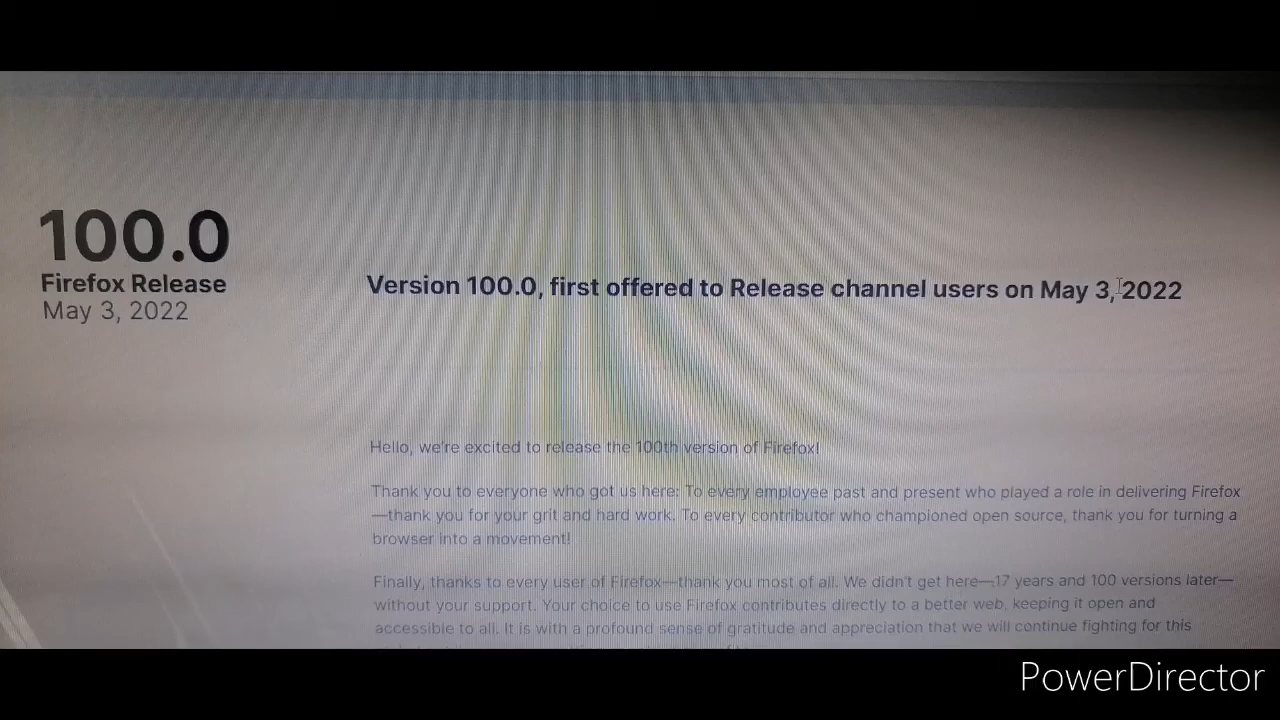 100.0
Firefox Release
May 3, 2022
Version 100.0, first offered to Release channel users on May 3, 2022
Hello, we're excited to release the 100th version of Firefox!
Thank you to everyone who got us here: To every employee past and present who played a role in delivering Firefox
—thank you for your grit and hard work. To every contributor who championed open source, thank you for turning a
browser into a movement!
Finally, thanks to every user of Firefox—thank you most of all. We didn't get here—17 years and 100 versions later—
without your support. Your choice to use Firefox contributes directly to a better web, keeping it open and
accessible to all. It is with a profound sense of gratitude and appreciation that we will continue fighting for this
PowerDirector